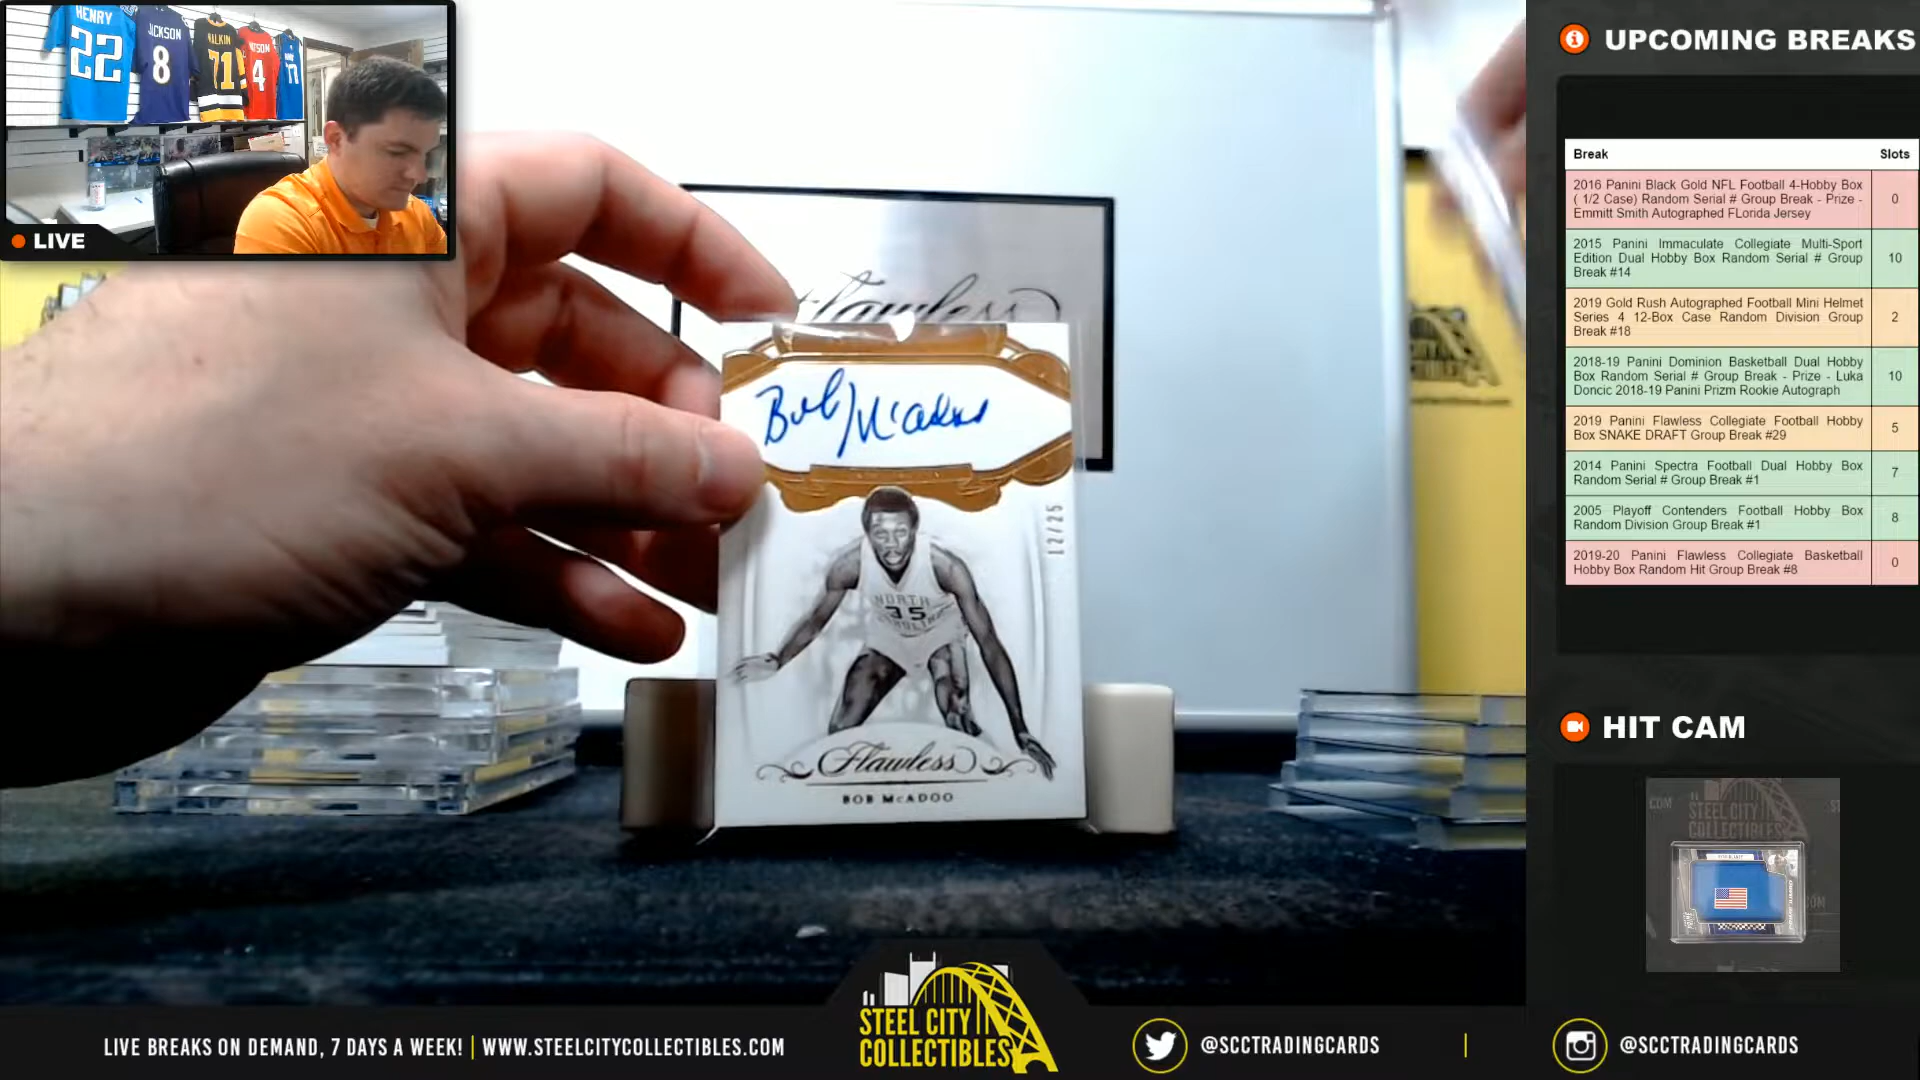 HENRY
22
JACKSON
8
71
4
LIVE
Flawless
Bob McAdoo
12/25
NORTH
35
CAROLINA
Flawless
BOB McADOO
UPCOMING BREAKS
Break Slots
2016 Panini Black Gold NFL Football 4-Hobby Box
( 1/2 Case) Random Serial # Group Break - Prize -
Emmitt Smith Autographed FLorida Jersey
0
2015 Panini Immaculate Collegiate Multi-Sport
Edition Dual Hobby Box Random Serial # Group
Break #14
10
2019 Gold Rush Autographed Football Mini Helmet
Series 4 12-Box Case Random Division Group
Break #18
2
2018-19 Panini Dominion Basketball Dual Hobby
Box Random Serial # Group Break - Prize - Luka
Doncic 2018-19 Panini Prizm Rookie Autograph
10
2019 Panini Flawless Collegiate Football Hobby
Box SNAKE DRAFT Group Break #29
5
2014 Panini Spectra Football Dual Hobby Box
Random Serial # Group Break #1
7
2005 Playoff Contenders Football Hobby Box
Random Division Group Break #1
8
2019-20 Panini Flawless Collegiate Basketball
Hobby Box Random Hit Group Break #8
0
HIT CAM
STEEL CITY
COLLECTIBLES
LIVE BREAKS ON DEMAND, 7 DAYS A WEEK! | WWW.STEELCITYCOLLECTIBLES.COM
STEEL CITY
COLLECTIBLES
@SCCTRADINGCARDS
@SCCTRADINGCARDS